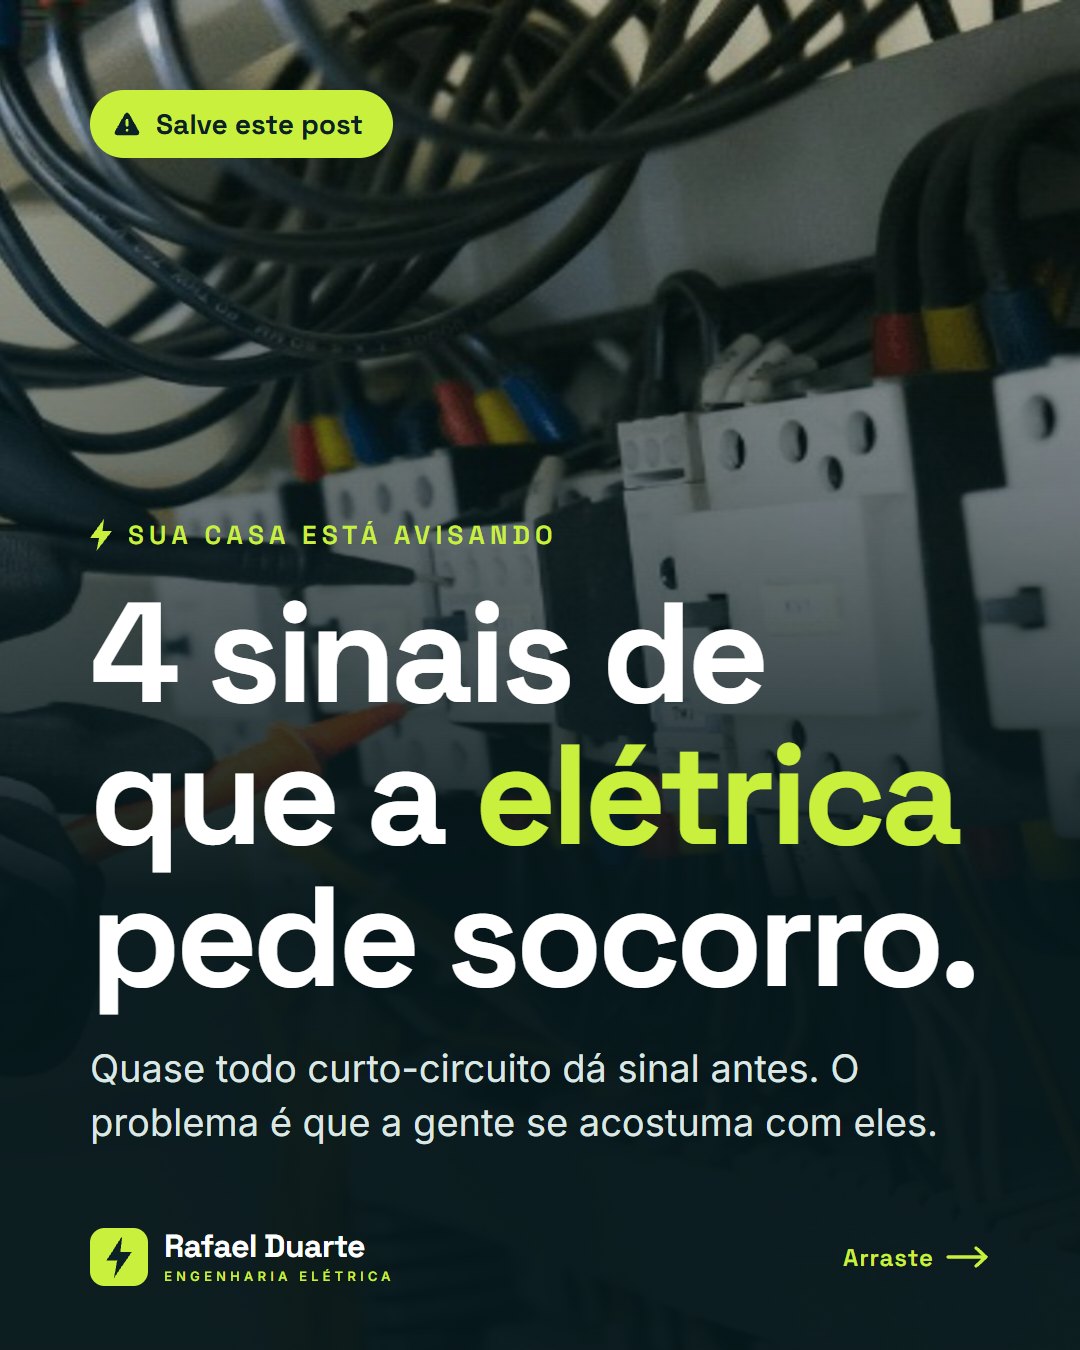 Salve este post
SUA CASA ESTÁ AVISANDO
4 sinais de
que a elétrica
pede socorro.
Quase todo curto-circuito dá sinal antes. O
problema é que a gente se acostuma com eles.
Rafael Duarte
ENGENHARIA ELÉTRICA
Arraste